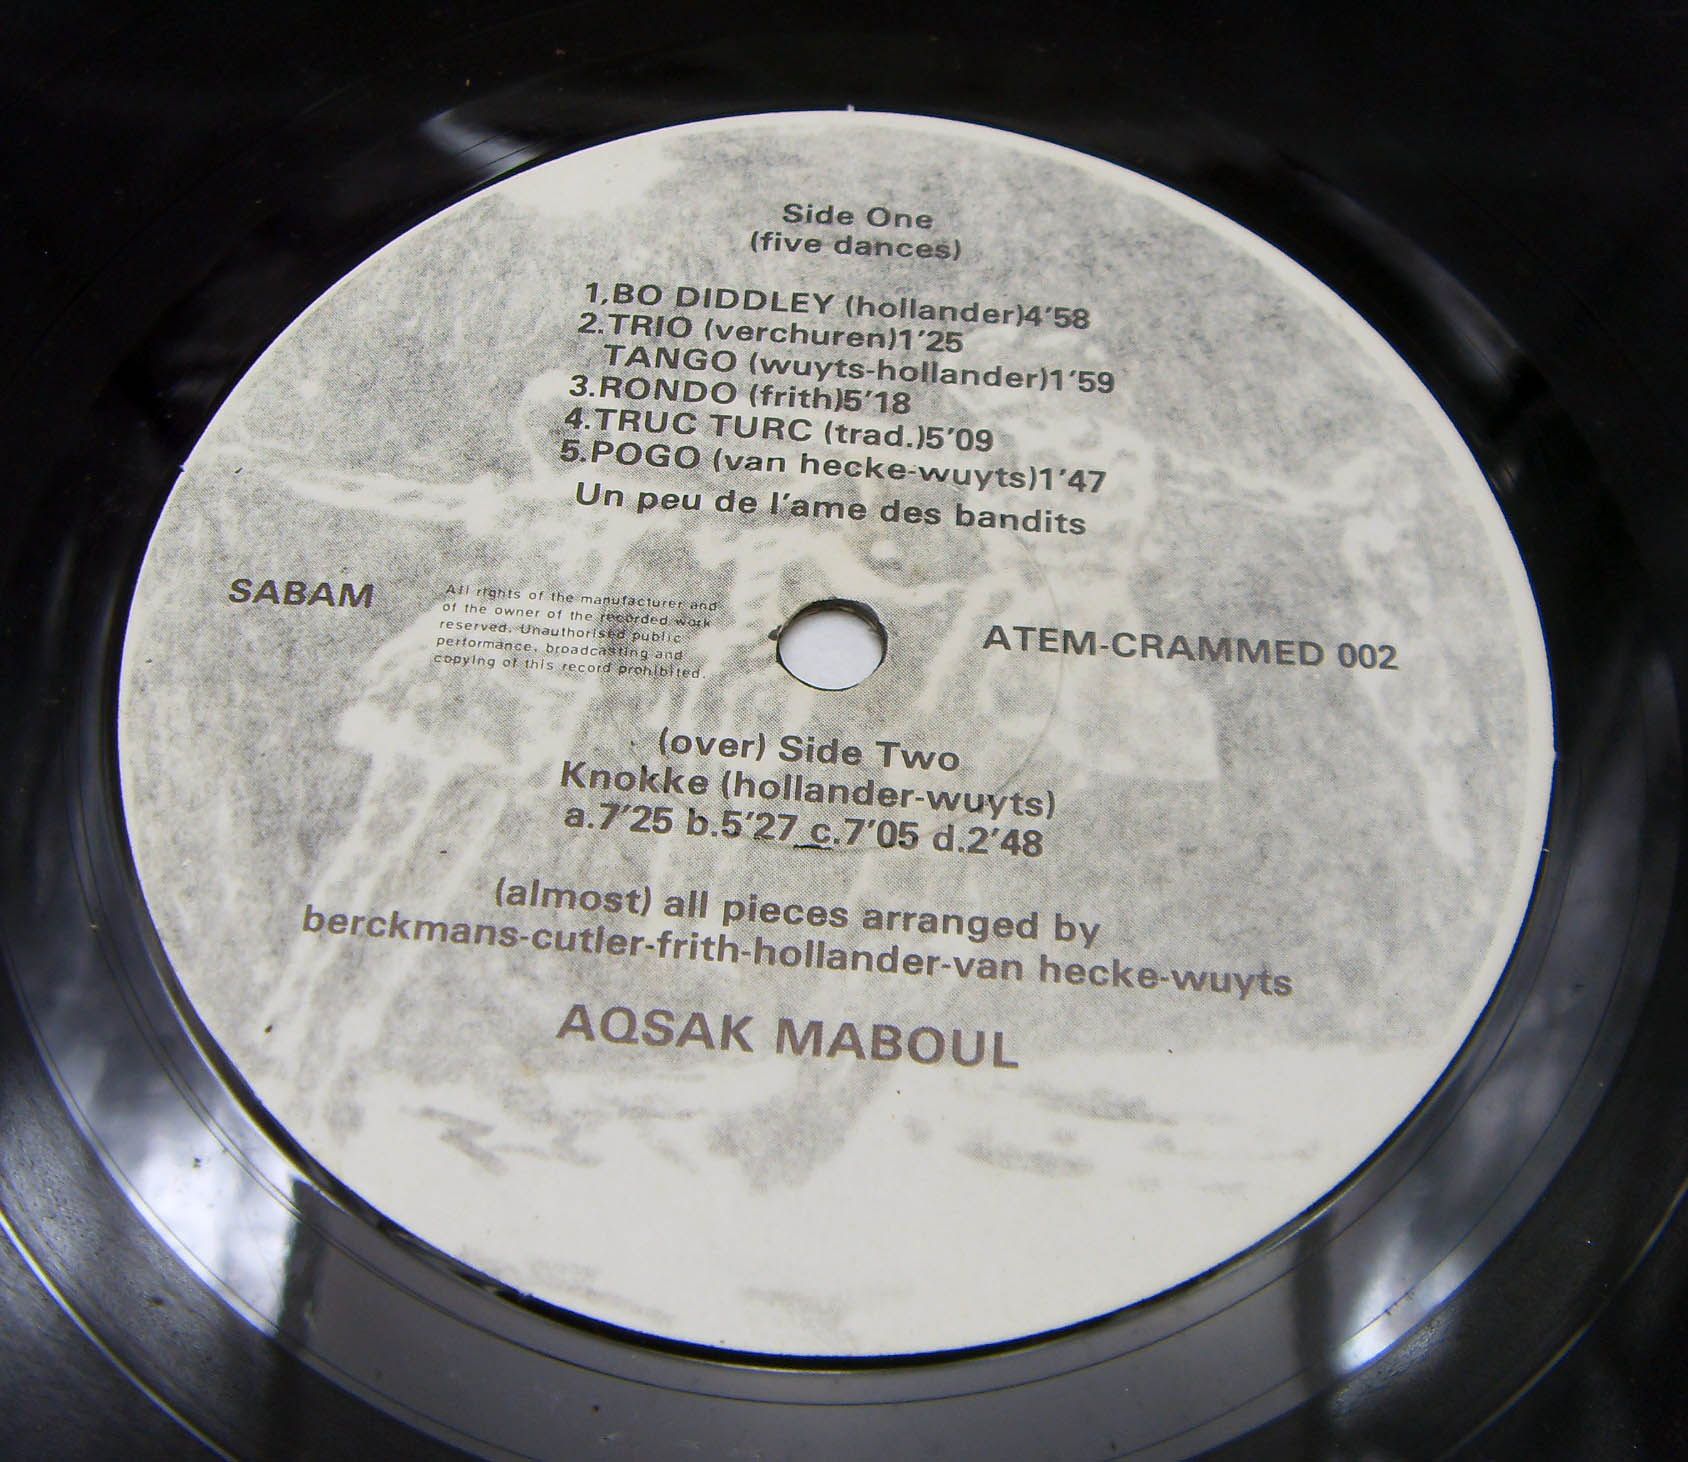 Side One
(five dances)
1,BO DIDDLEY (hollander)4'58
2.TRIO (verchuren)1'25
TANGO (wuyts-hollander)1'59
3.RONDO (frith)5'18
4.TRUC TURC (trad.)5'09
5.POGO (van hecke-wuyts)1'47
Un peu de l'ame des bandits
SABAM
All rights of the manufacturer and
of the owner of the recorded work
reserved. Unauthorised public
performance, broadcasting and
copying of this record prohibited.
ATEM-CRAMMED 002
(over) Side Two
Knokke (hollander-wuyts)
a.7'25 b.5'27 c.7'05 d.2'48
(almost) all pieces arranged by
berckmans-cutler-frith-hollander-van hecke-wuyts
AQSAK MABOUL